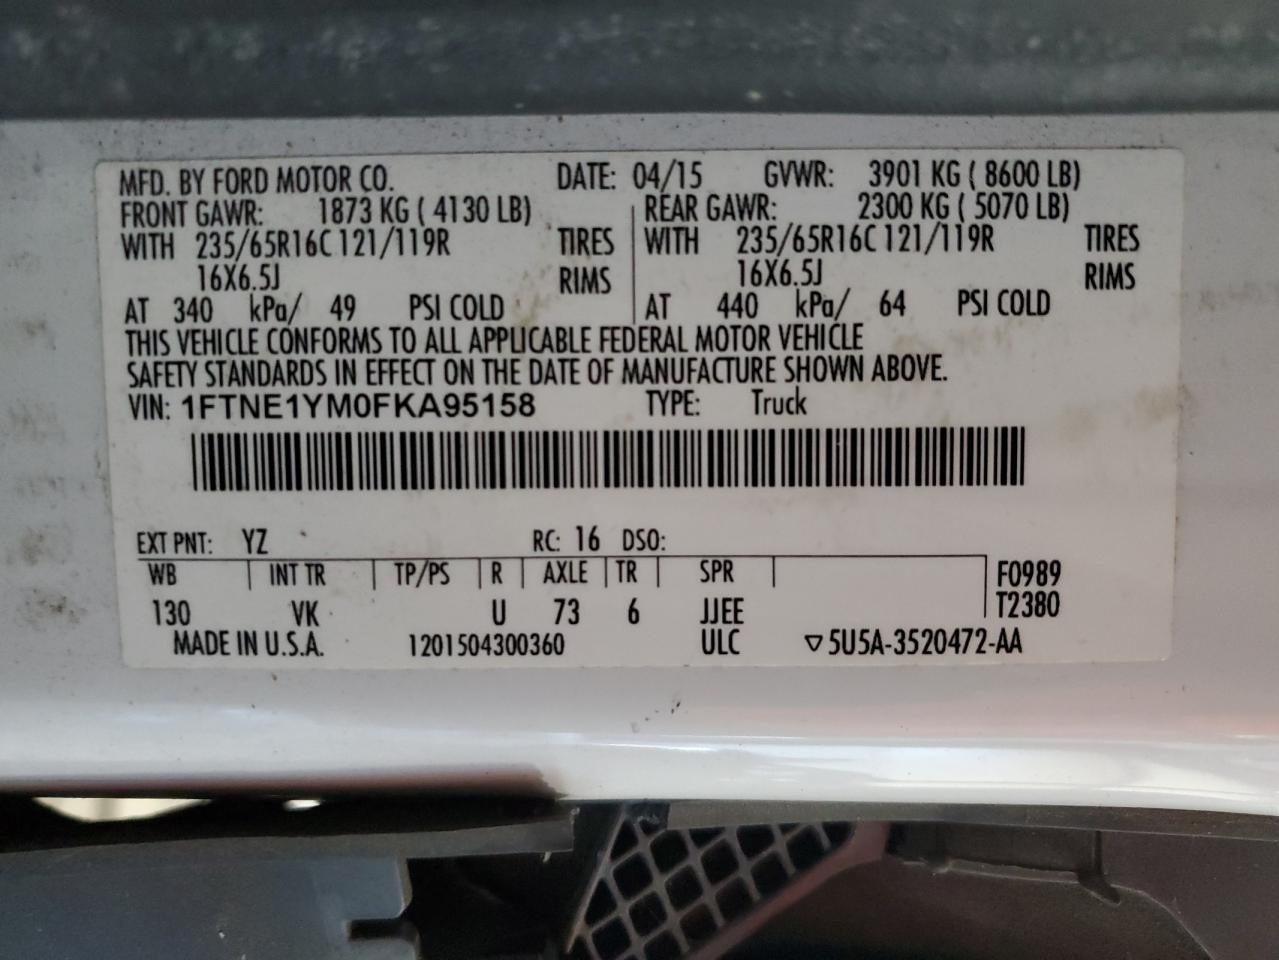 MFD. BY FORD MOTOR CO. DATE: 04/15 GVWR: 3901 KG ( 8600 LB)
FRONT GAWR: 1873 KG ( 4130 LB) REAR GAWR: 2300 KG ( 5070 LB)
WITH 235/65R16C 121/119R TIRES WITH 235/65R16C 121/119R TIRES
16X6.5J RIMS 16X6.5J RIMS
AT 340 kPa/ 49 PSI COLD AT 440 kPa/ 64 PSI COLD
THIS VEHICLE CONFORMS TO ALL APPLICABLE FEDERAL MOTOR VEHICLE
SAFETY STANDARDS IN EFFECT ON THE DATE OF MANUFACTURE SHOWN ABOVE.
VIN: 1FTNE1YM0FKA95158 TYPE: Truck
EXT PNT: YZ RC: 16 DSO:
WB INT TR TP/PS R AXLE TR SPR F0989
130 VK U 73 6 JJEE T2380
MADE IN U.S.A. 1201504300360 ULC ▽5U5A-3520472-AA